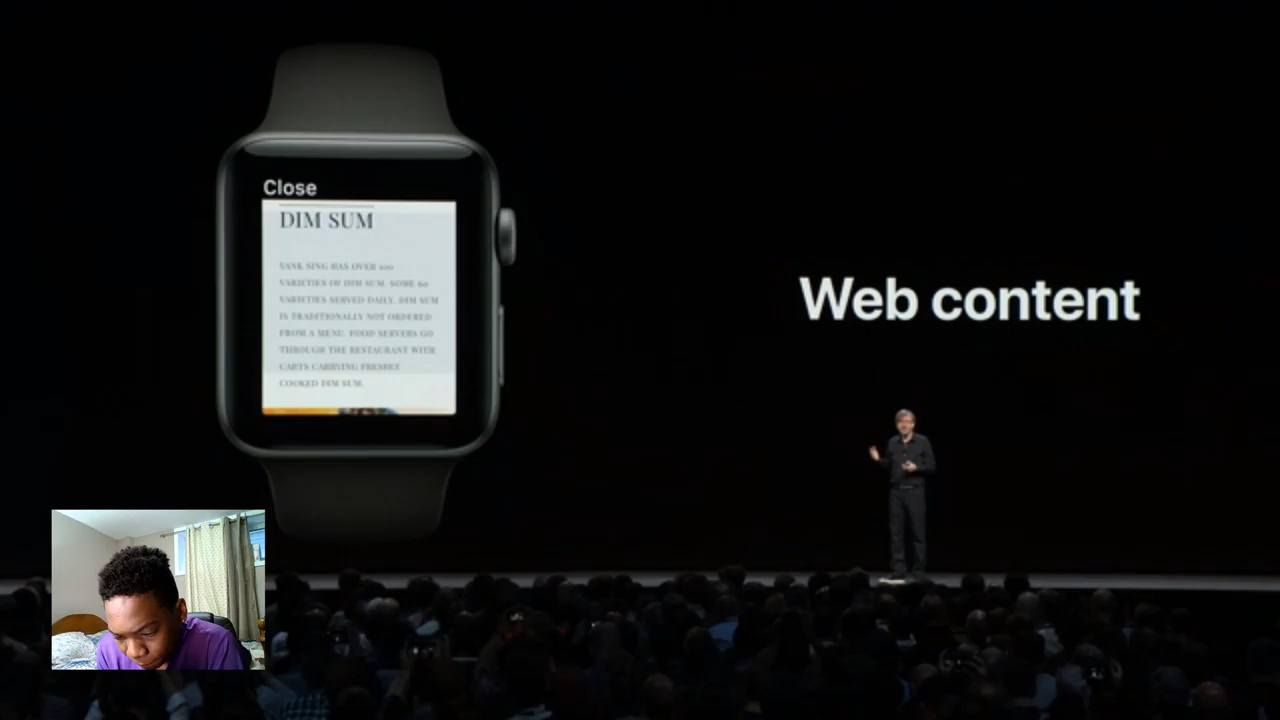 Close
DIM SUM
YANK SING HAS OVER 100
VARIETIES OF DIM SUM. SOME 60
VARIETIES SERVED DAILY. DIM SUM
IS TRADITIONALLY NOT ORDERED
FROM A MENU. FOOD SERVERS GO
THROUGH THE RESTAURANT WITH
CARTS CARRYING FRESHLY
COOKED DIM SUM.
Web content